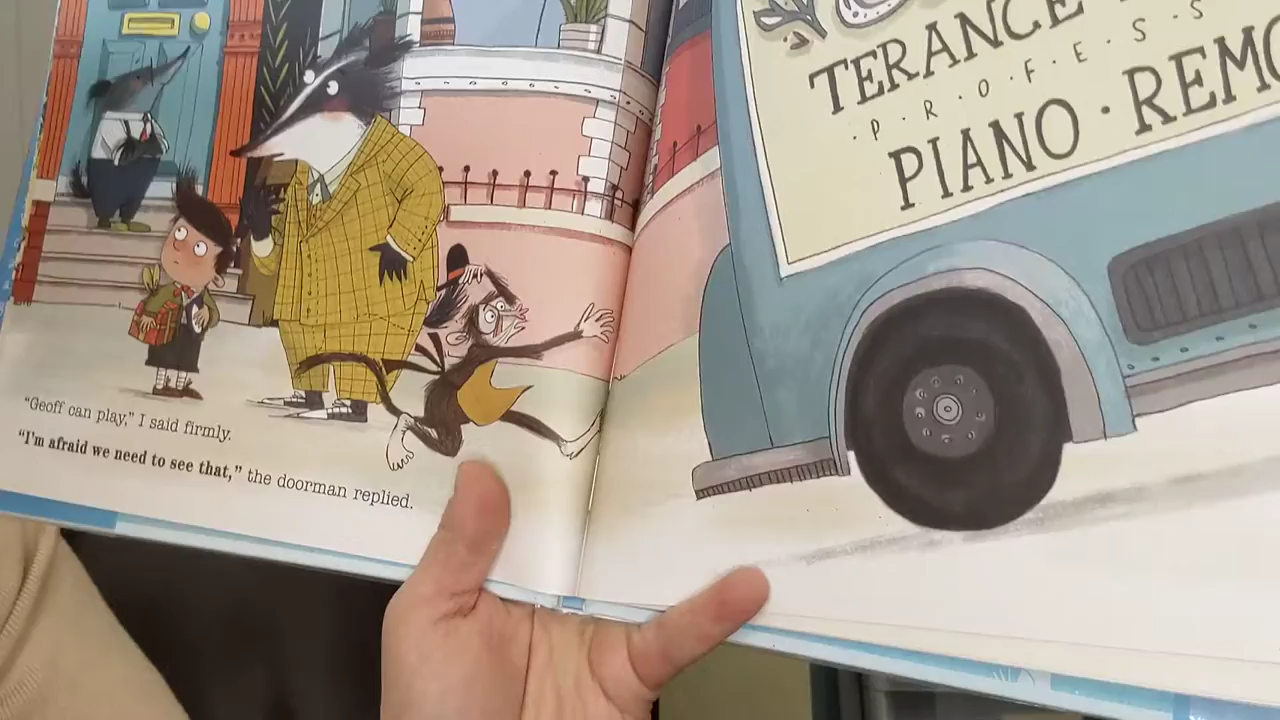 "Geoff can play," I said firmly.
"I'm afraid we need to see that," the doorman replied.
TERANCE
·P·R·O·F·E·S·S
PIANO·REMO